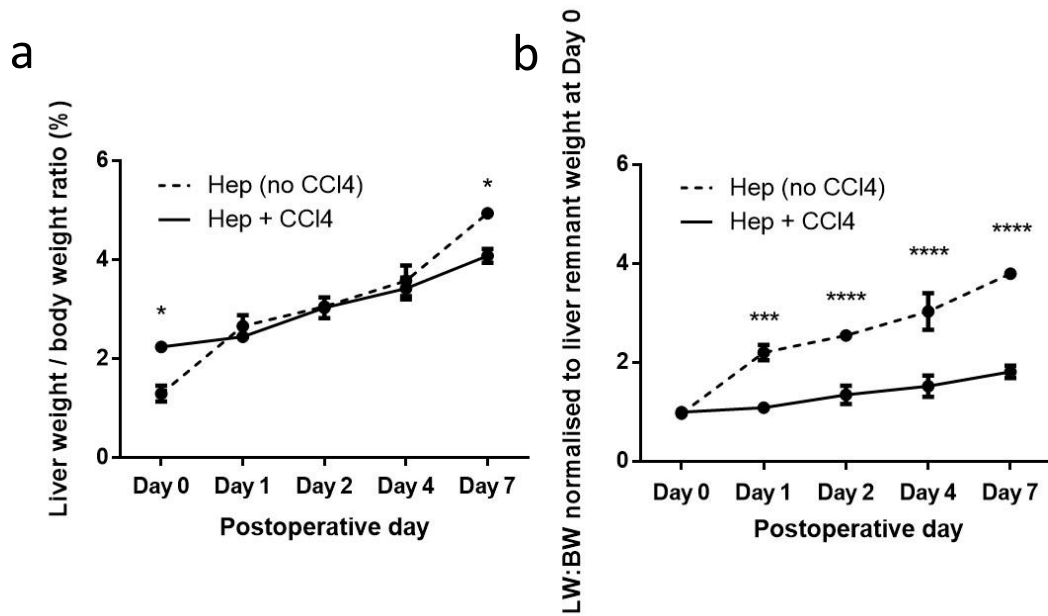 a
Liver weight / body weight ratio (%)
6
4
2
0
Hep (no CCl4)
Hep + CCl4
*
*
Day 0 Day 1 Day 2 Day 4 Day 7
Postoperative day
b
LW:BW normalised to liver remnant weight at Day 0
6
4
2
0
Hep (no CCl4)
Hep + CCl4
***
****
****
****
Day 0 Day 1 Day 2 Day 4 Day 7
Postoperative day